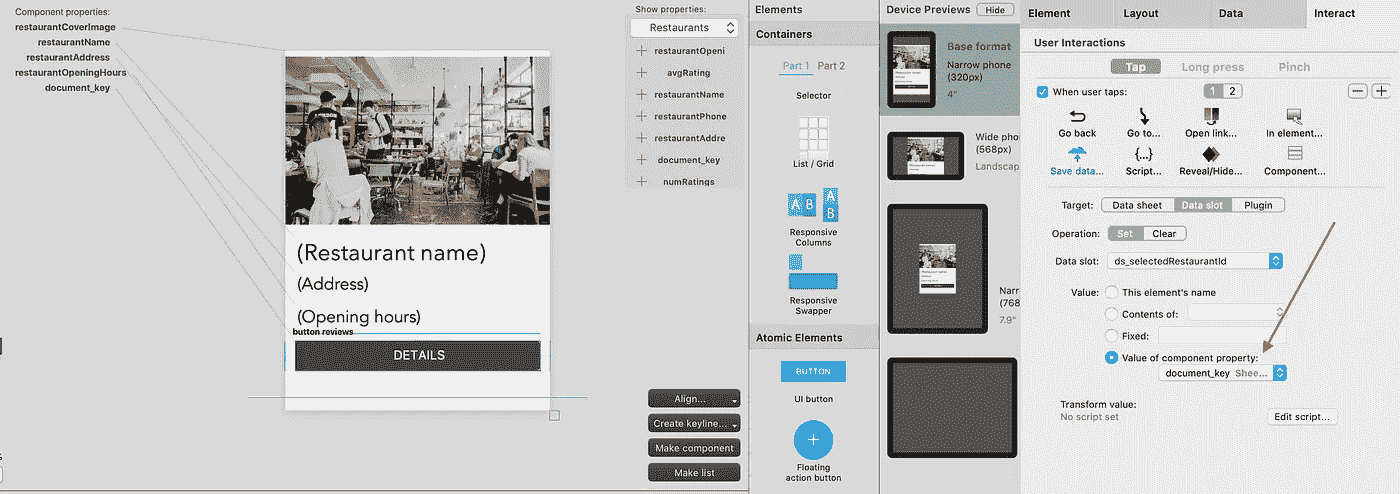 Component properties:
restaurantCoverImage
restaurantName
restaurantAddress
restaurantOpeningHours
document_key
(Restaurant name)
(Address)
(Opening hours)
button reviews
DETAILS
Show properties:
Restaurants
restaurantOpeni
avgRating
restaurantName
restaurantPhone
restaurantAddre
document_key
numRatings
Align...
Create keyline...
Make component
Make list
Elements
Containers
Part 1 Part 2
Selector
List / Grid
A B A B
Responsive
Columns
Responsive
Swapper
Atomic Elements
BUTTON
UI button
Floating
action button
Device Previews Hide
Base format
Narrow phone
(320px)
4"
Wide phon
(568px)
Landscap
Narr
(768
7.9"
Element Layout Data Interact
User Interactions
Tap Long press Pinch
When user taps: 1 2
Go back Go to... Open link... In element...
Save data... {...} Script... Reveal/Hide... Component...
Target: Data sheet Data slot Plugin
Operation: Set Clear
Data slot: ds_selectedRestaurantId
Value: This element's name
Contents of:
Fixed:
Value of component property:
document_key Shee...
Transform value:
No script set
Edit script...